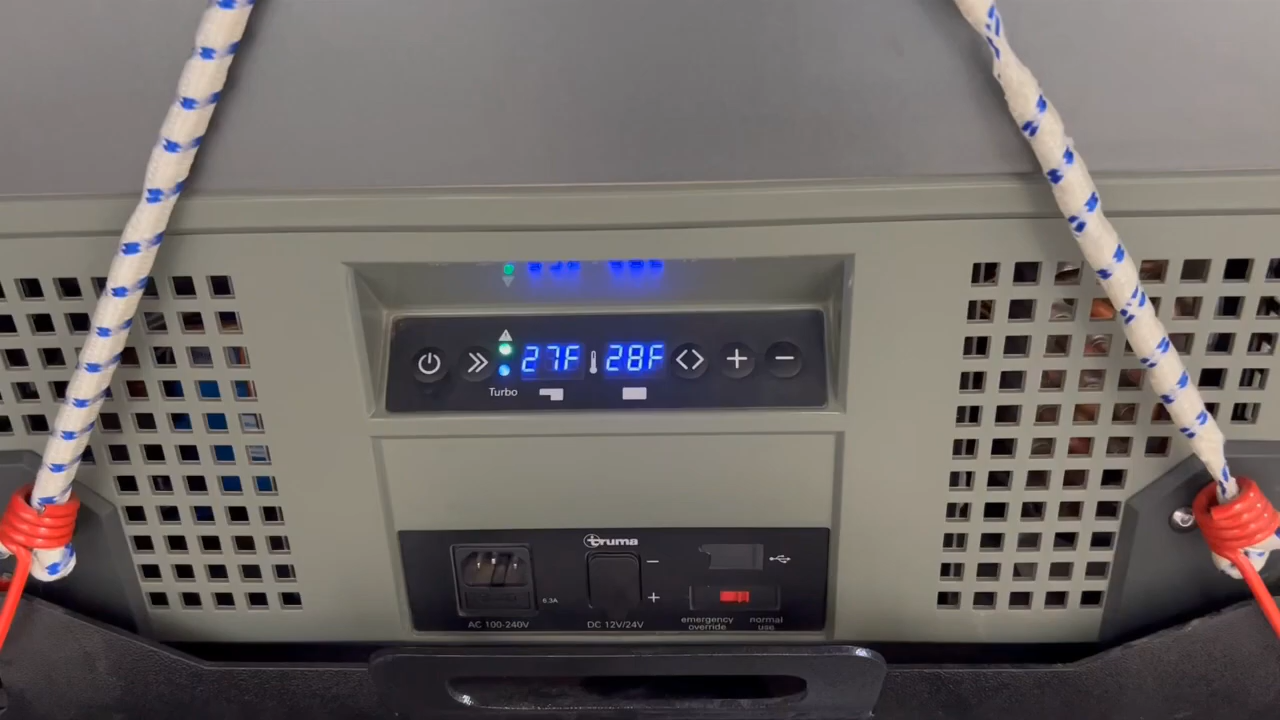 27F 28F
Turbo
truma
6.3A
AC 100-240V
DC 12V/24V
emergency override
normal use